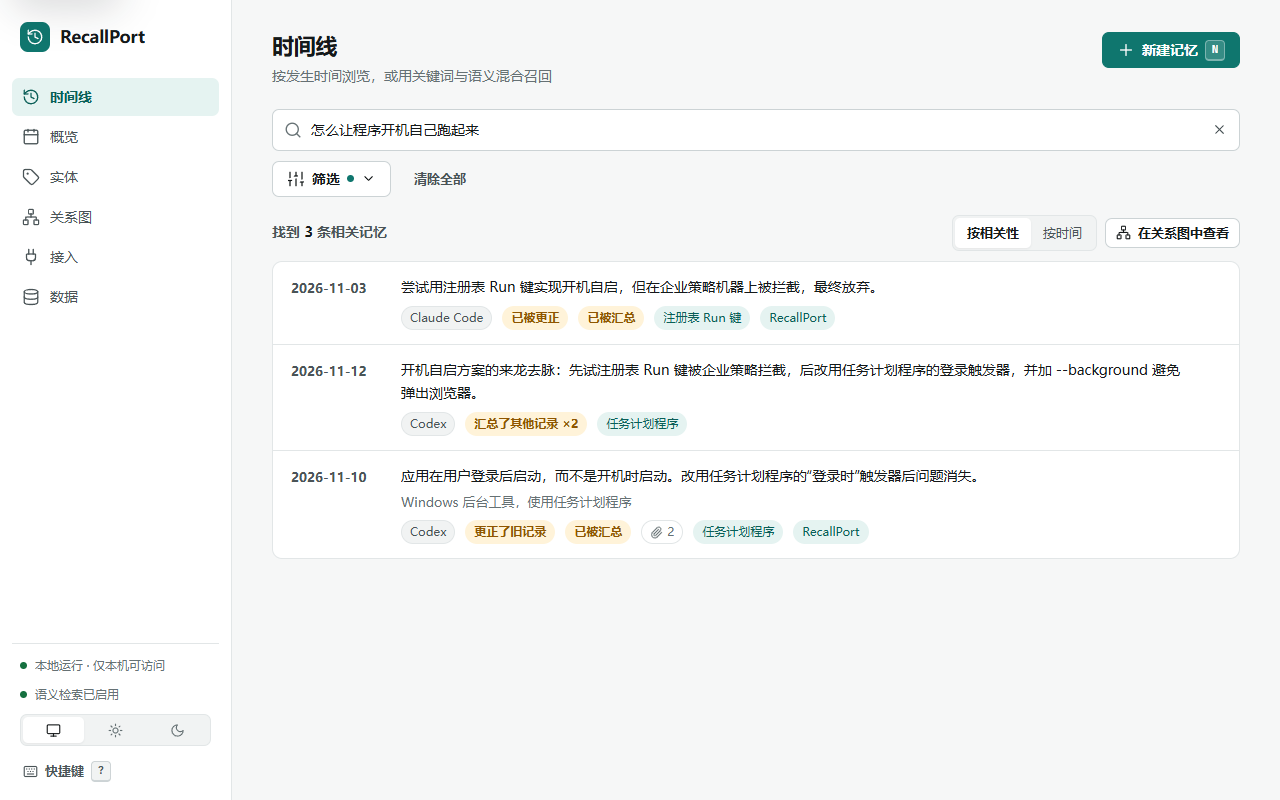 RecallPort
时间线
概览
实体
关系图
接入
数据
本地运行 · 仅本机可访问
语义检索已启用
快捷键 ?
时间线
按发生时间浏览，或用关键词与语义混合召回
新建记忆 N
怎么让程序开机自己跑起来
筛选
清除全部
找到 3 条相关记忆
按相关性
按时间
在关系图中查看
2026-11-03
尝试用注册表 Run 键实现开机自启，但在企业策略机器上被拦截，最终放弃。
Claude Code 已被更正 已被汇总 注册表 Run 键 RecallPort
2026-11-12
开机自启方案的来龙去脉：先试注册表 Run 键被企业策略拦截，后改用任务计划程序的登录触发器，并加 --background 避免
弹出浏览器。
Codex 汇总了其他记录 ×2 任务计划程序
2026-11-10
应用在用户登录后启动，而不是开机时启动。改用任务计划程序的“登录时”触发器后问题消失。
Windows 后台工具，使用任务计划程序
Codex 更正了旧记录 已被汇总 2 任务计划程序 RecallPort